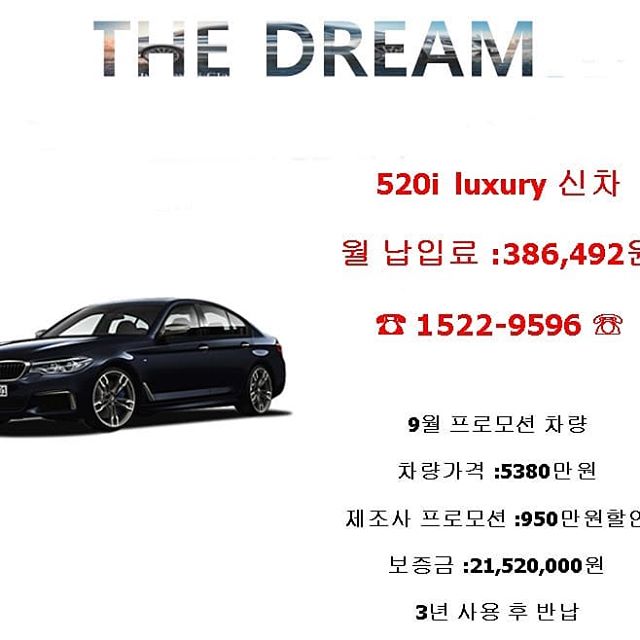 THE DREAM
520i luxury 신차
월 납입료 :386,492원
☎ 1522-9596 ☏
9월 프로모션 차량
차량가격 :5380만원
제조사 프로모션 :950만원할인
보증금 :21,520,000원
3년 사용 후 반납